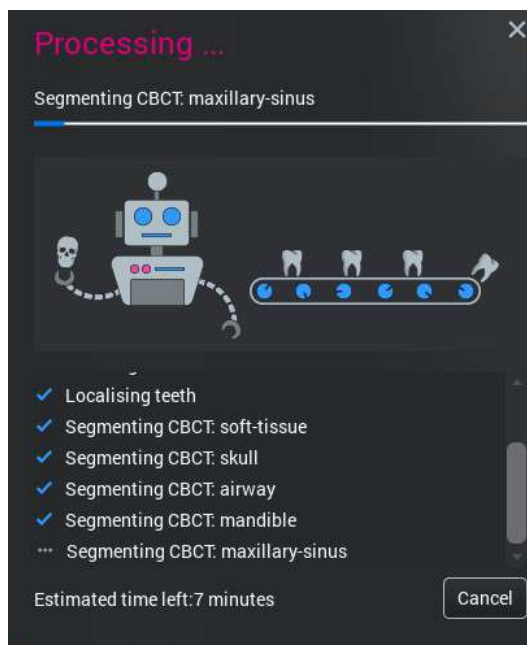 Processing ...
Segmenting CBCT: maxillary-sinus
Localising teeth
Segmenting CBCT: soft-tissue
Segmenting CBCT: skull
Segmenting CBCT: airway
Segmenting CBCT: mandible
Segmenting CBCT: maxillary-sinus
Estimated time left:7 minutes
Cancel